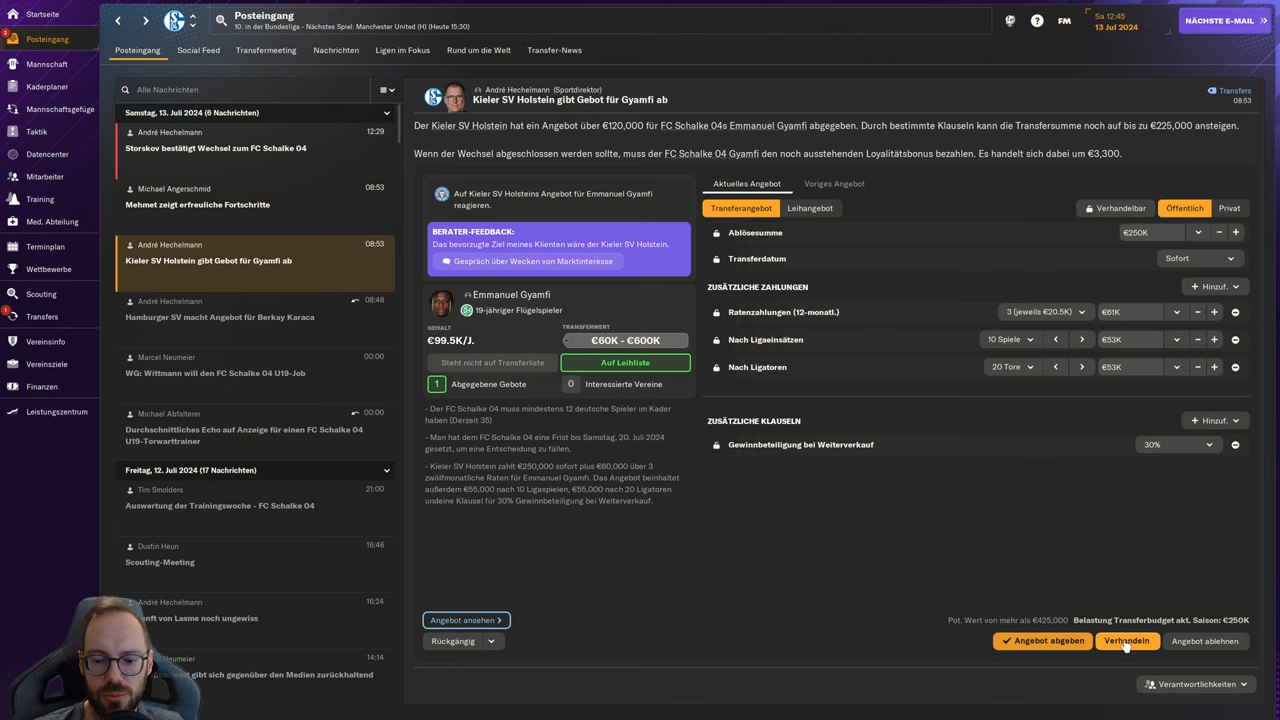 Startseite
Posteingang
Mannschaft
Kaderplaner
Mannschaftsgefüge
Taktik
Datencenter
Mitarbeiter
Training
Med. Abteilung
Terminplan
Wettbewerbe
Scouting
Transfers
Vereinsinfo
Vereinsziele
Finanzen
Leistungszentrum
2
1
Posteingang
10. in der Bundesliga - Nächstes Spiel: Manchester United (H) (Heute 15:30)
FM
Sa 12:45
13 Jul 2024
NÄCHSTE E-MAIL
Posteingang
Social Feed
Transfermeeting
Nachrichten
Ligen im Fokus
Rund um die Welt
Transfer-News
Alle Nachrichten
Samstag, 13. Juli 2024 (6 Nachrichten)
André Hechelmann 12:29
Storskov bestätigt Wechsel zum FC Schalke 04
Michael Angerschmid 08:53
Mehmet zeigt erfreuliche Fortschritte
André Hechelmann 08:53
Kieler SV Holstein gibt Gebot für Gyamfi ab
André Hechelmann 08:48
Hamburger SV macht Angebot für Berkay Karaca
Marcel Neumeier 00:00
WG: Wittmann will den FC Schalke 04 U19-Job
Michael Abfalterer 00:00
Durchschnittliches Echo auf Anzeige für einen FC Schalke 04
U19-Torwarttrainer
Freitag, 12. Juli 2024 (17 Nachrichten)
Tim Smolders 21:00
Auswertung der Trainingswoche - FC Schalke 04
Dustin Heun 16:46
Scouting-Meeting
André Hechelmann 16:24
von Lasme noch ungewiss
Neumeier 14:14
gibt sich gegenüber den Medien zurückhaltend
André Hechelmann (Sportdirektor)
Kieler SV Holstein gibt Gebot für Gyamfi ab
Transfers
08:53
Der Kieler SV Holstein hat ein Angebot über €120,000 für FC Schalke 04s Emmanuel Gyamfi abgegeben. Durch bestimmte Klauseln kann die Transfersumme noch auf bis zu €225,000 ansteigen.
Wenn der Wechsel abgeschlossen werden sollte, muss der FC Schalke 04 Gyamfi den noch ausstehenden Loyalitätsbonus bezahlen. Es handelt sich dabei um €3,300.
Auf Kieler SV Holsteins Angebot für Emmanuel Gyamfi
reagieren.
BERATER-FEEDBACK:
Das bevorzugte Ziel meines Klienten wäre der Kieler SV Holstein.
Gespräch über Wecken von Marktinteresse
Emmanuel Gyamfi
19-jähriger Flügelspieler
GEHALT
€99.5K/J.
TRANSFERWERT
€60K - €600K
Steht nicht auf Transferliste
Auf Leihliste
1 Abgegebene Gebote
0 Interessierte Vereine
- Der FC Schalke 04 muss mindestens 12 deutsche Spieler im Kader
haben (Derzeit 35)
- Man hat dem FC Schalke 04 eine Frist bis Samstag, 20. Juli 2024
gesetzt, um eine Entscheidung zu fällen.
- Kieler SV Holstein zahlt €250,000 sofort plus €60,000 über 3
zwölfmonatliche Raten für Emmanuel Gyamfi. Das Angebot beinhaltet
außerdem €55,000 nach 10 Ligaspielen, €55,000 nach 20 Ligatoren
undeine Klausel für 30% Gewinnbeteiligung bei Weiterverkauf.
Angebot ansehen
Rückgängig
Aktuelles Angebot
Voriges Angebot
Transferangebot
Leihangebot
Verhandelbar
Öffentlich
Privat
Ablösesumme €250K
Transferdatum Sofort
ZUSÄTZLICHE ZAHLUNGEN + Hinzuf.
Ratenzahlungen (12-monatl.) 3 (jeweils €20.5K) €61K
Nach Ligaeinsätzen 10 Spiele €53K
Nach Ligatoren 20 Tore €53K
ZUSÄTZLICHE KLAUSELN + Hinzuf.
Gewinnbeteiligung bei Weiterverkauf 30%
Pot. Wert von mehr als €425,000 Belastung Transferbudget akt. Saison: €250K
Angebot abgeben
Verhandeln
Angebot ablehnen
Verantwortlichkeiten